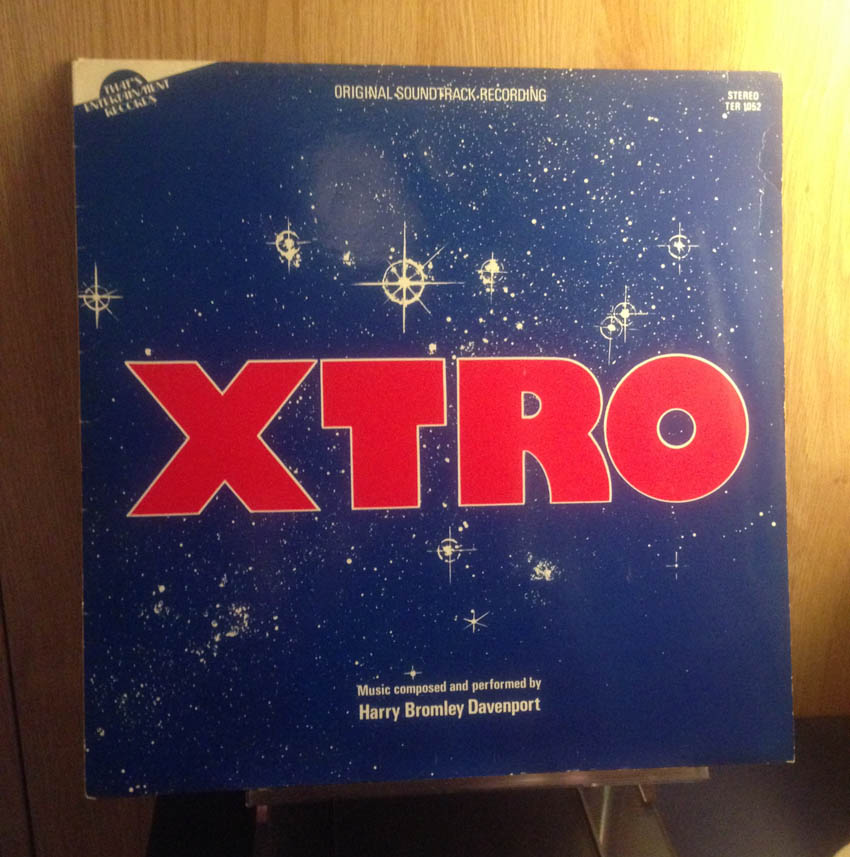 THAT'S
ENTERTAINMENT
RECORDS
ORIGINAL SOUNDTRACK RECORDING
STEREO
TER 1052
XTRO
Music composed and performed by
Harry Bromley Davenport